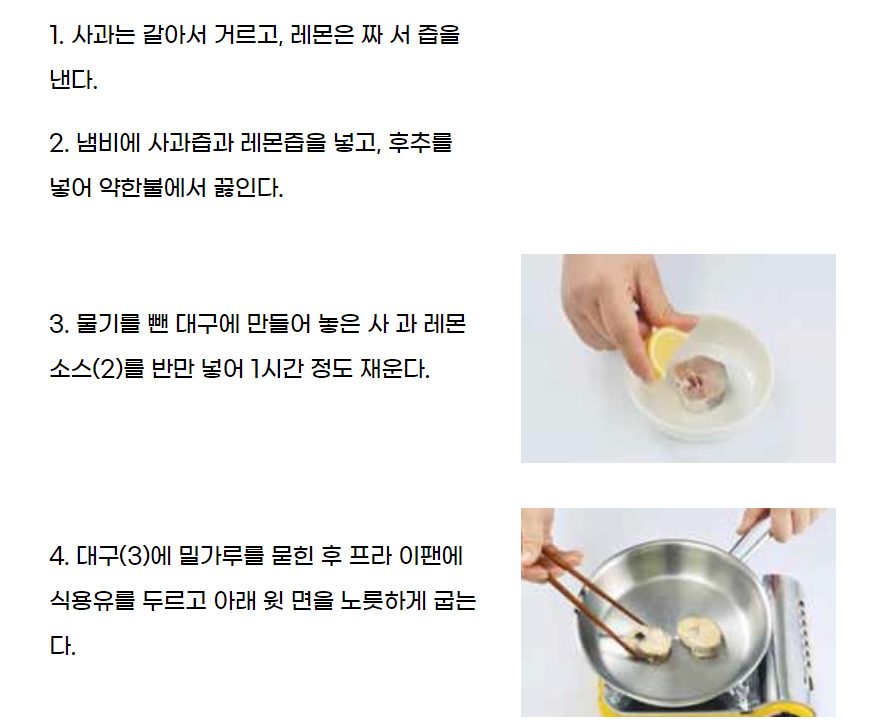 1. 사과는 갈아서 거르고, 레몬은 짜 서 즙을
낸다.
2. 냄비에 사과즙과 레몬즙을 넣고, 후추를
넣어 약한불에서 끓인다.
3. 물기를 뺀 대구에 만들어 놓은 사 과 레몬
소스(2)를 반만 넣어 1시간 정도 재운다.
4. 대구(3)에 밀가루를 묻힌 후 프라 이팬에
식용유를 두르고 아래 윗 면을 노릇하게 굽는
다.